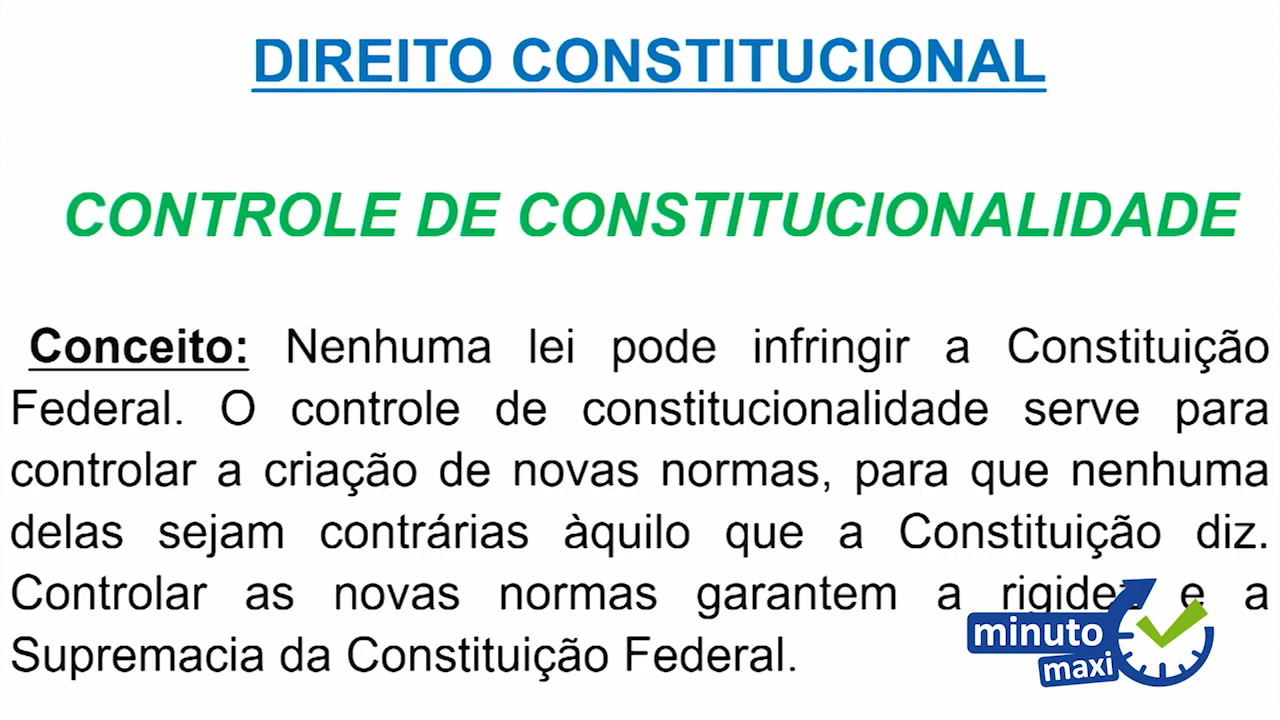 DIREITO CONSTITUCIONAL
CONTROLE DE CONSTITUCIONALIDADE
Conceito: Nenhuma lei pode infringir a Constituição
Federal. O controle de constitucionalidade serve para
controlar a criação de novas normas, para que nenhuma
delas sejam contrárias àquilo que a Constituição diz.
Controlar as novas normas garantem a rigidez e a
Supremacia da Constituição Federal.
minuto
maxi